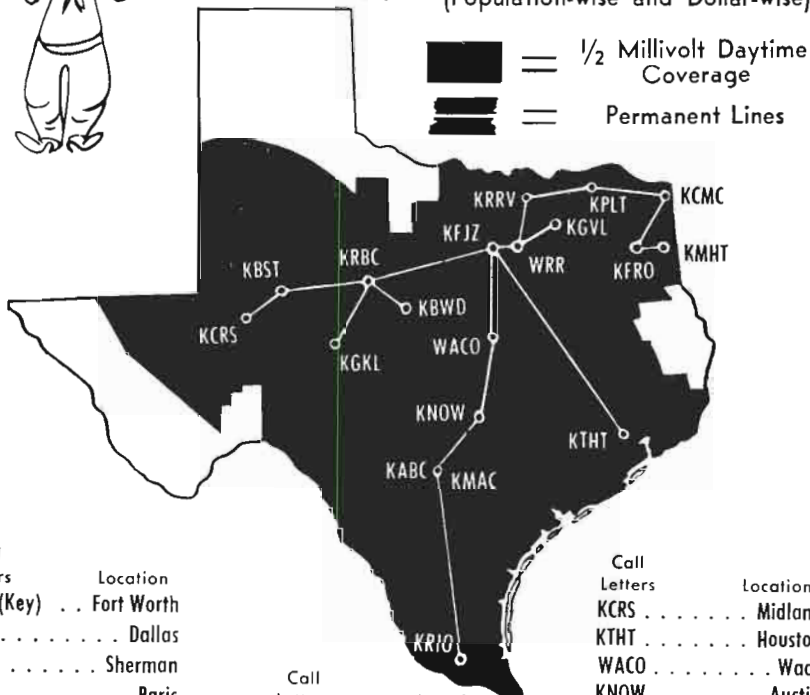 (Population-wise and Dollar-wise)
= ½ Millivolt Daytime
Coverage
= Permanent Lines
KRRV
KPLT
KCMC
KGVL
KFJZ
WRR
KFRO
KMHT
KRBC
KBST
KBWD
KCRS
KGKL
WACO
KNOW
KTHT
KABC
KMAC
KRIO
Location
(Key) . . Fort Worth
. . . . . . . . . Dallas
. . . . . . Sherman
Paris
Call
Call
Letters Location
KCRS . . . . . . . Midlan
KTHT . . . . . . . Housto
WACO . . . . . . . . Wac
KNOW Austi